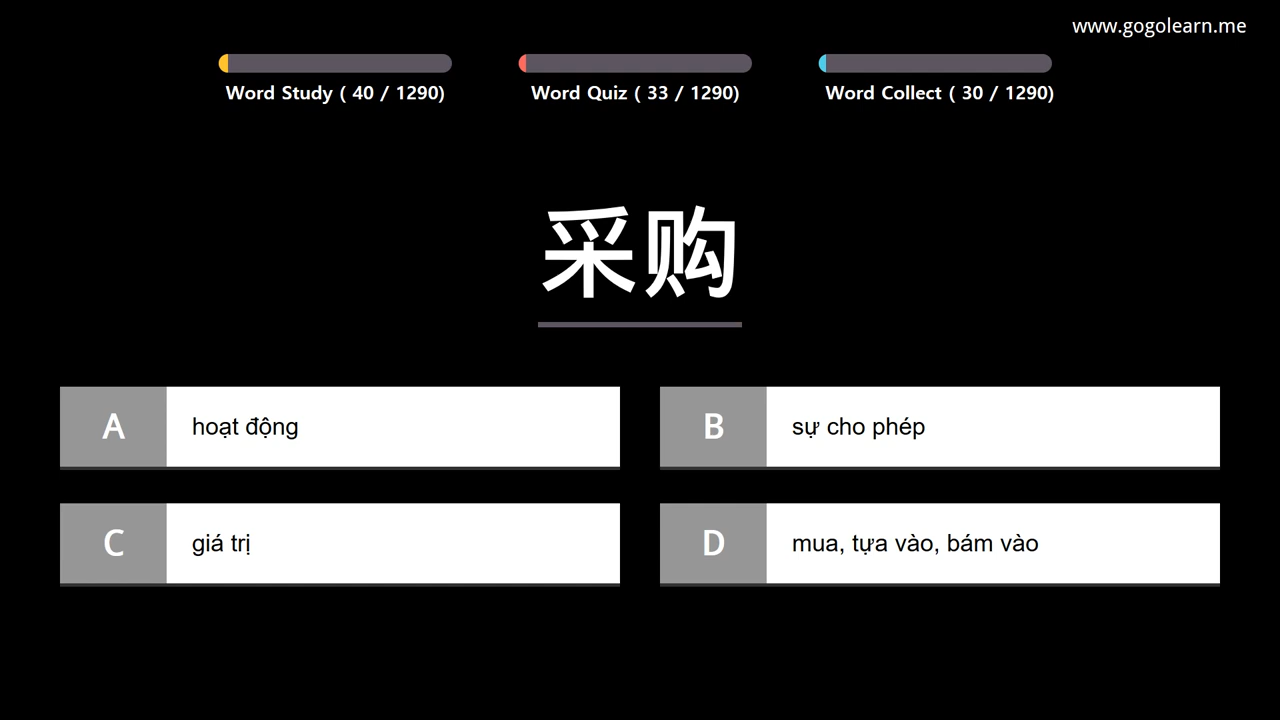 www.gogolearn.me
Word Study ( 40 / 1290)
Word Quiz ( 33 / 1290)
Word Collect ( 30 / 1290)
采购
A hoạt động
B sự cho phép
C giá trị
D mua, tựa vào, bám vào